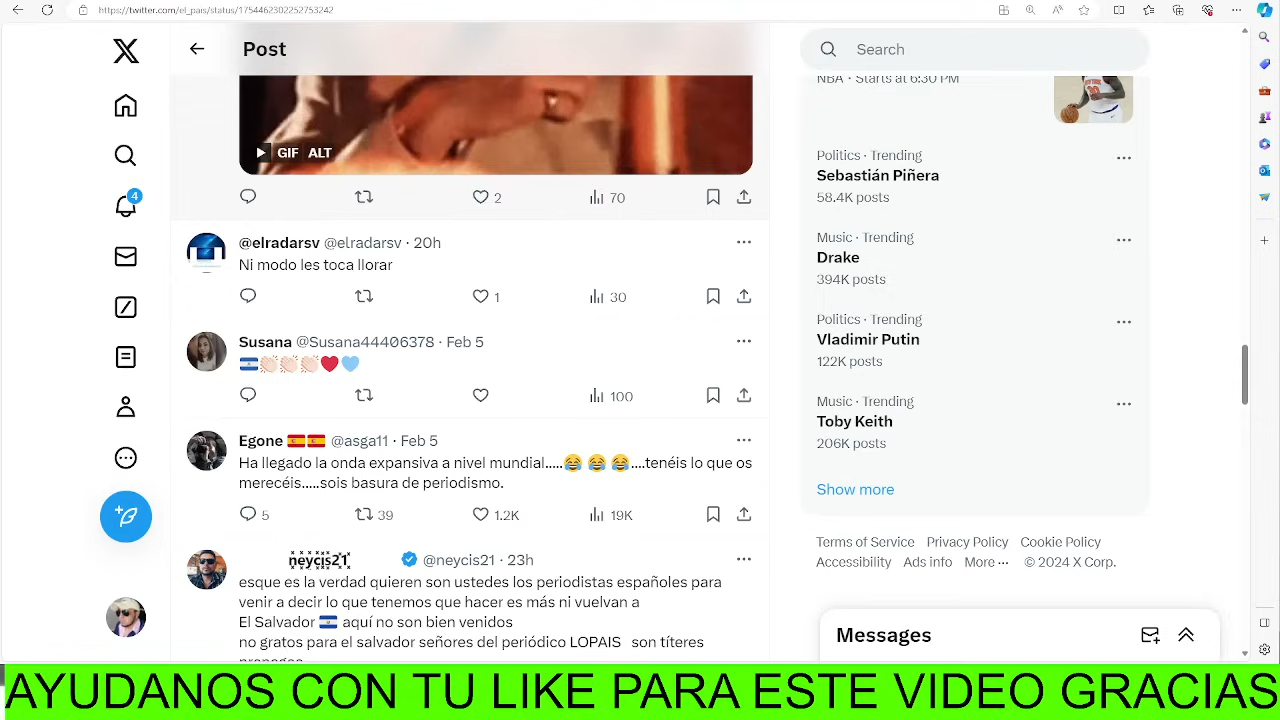 https://twitter.com/el_pais/status/1754462302252753242
Post
Search
GIF ALT
2
70
@elradarsv @elradarsv · 20h
Ni modo les toca llorar
1
30
Susana @Susana44406378 · Feb 5
🇸🇻👏🏻👏🏻👏🏻❤️🩵
100
Egone 🇪🇸🇪🇸 @asga11 · Feb 5
Ha llegado la onda expansiva a nivel mundial.....😂 😂 😂....tenéis lo que os
merecéis.....sois basura de periodismo.
5
39
1.2K
19K
neycis21 @neycis21 · 23h
esque es la verdad quieren son ustedes los periodistas españoles para
venir a decir lo que tenemos que hacer es más ni vuelvan a
El Salvador 🇸🇻 aquí no son bien venidos
no gratos para el salvador señores del periódico LOPAIS son títeres
4
NBA · Starts at 6:30 PM
Politics · Trending
Sebastián Piñera
58.4K posts
Music · Trending
Drake
394K posts
Politics · Trending
Vladimir Putin
122K posts
Music · Trending
Toby Keith
206K posts
Show more
Terms of Service Privacy Policy Cookie Policy
Accessibility Ads info More ··· © 2024 X Corp.
Messages
AYUDANOS CON TU LIKE PARA ESTE VIDEO GRACIAS